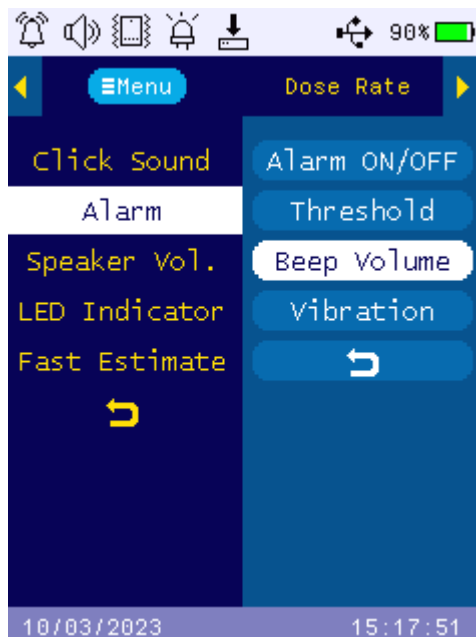 90%
Menu
Dose Rate
Click Sound
Alarm
Speaker Vol.
LED Indicator
Fast Estimate
Alarm ON/OFF
Threshold
Beep Volume
Vibration
10/03/2023 15:17:51